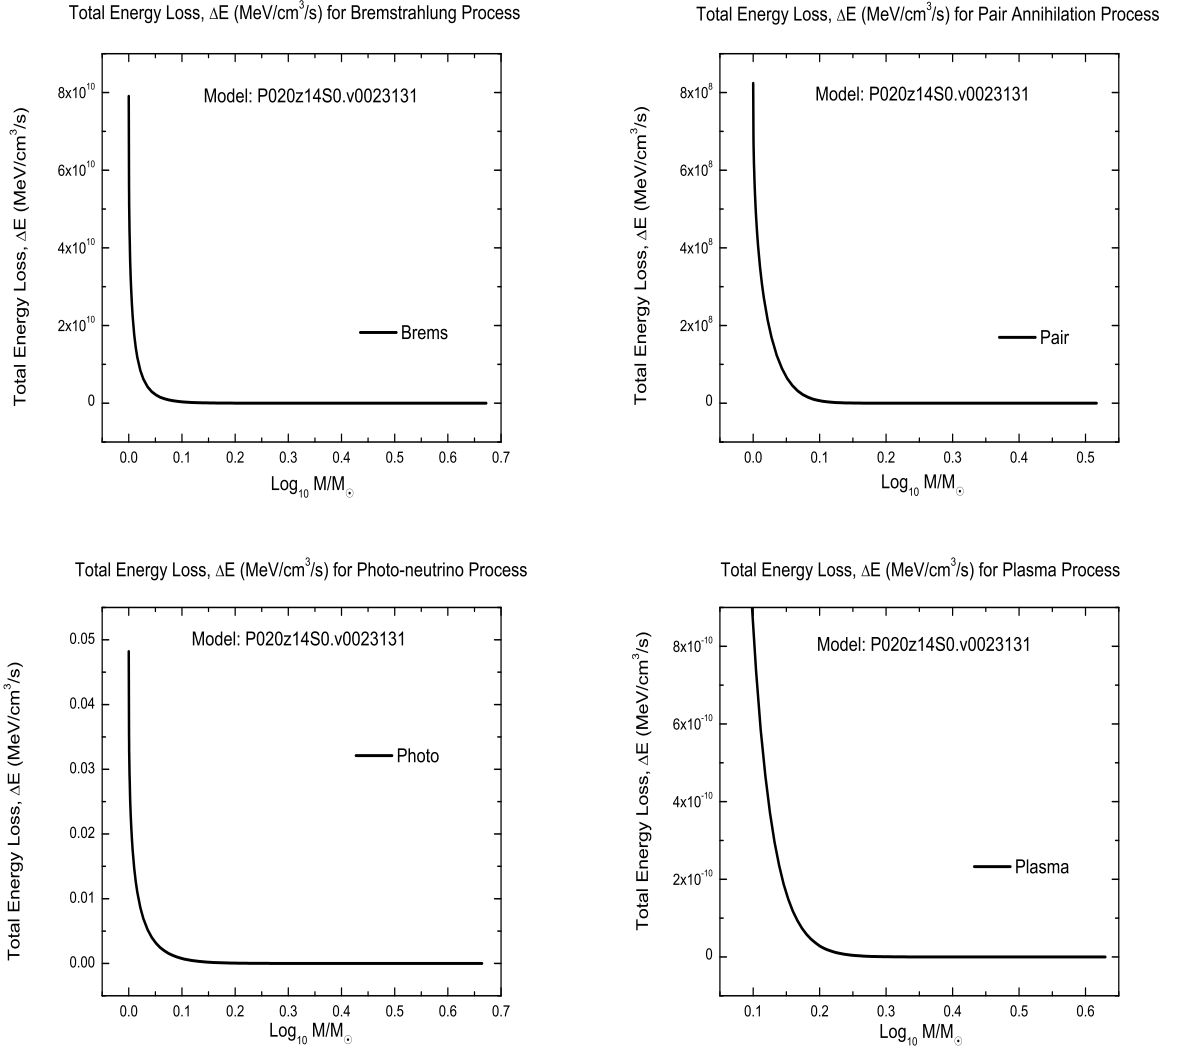 Total Energy Loss, ΔE (MeV/cm³/s) for Bremstrahlung Process
Model: P020z14S0.v0023131
Brems
Total Energy Loss, ΔE (MeV/cm³/s)
8x10¹⁰
6x10¹⁰
4x10¹⁰
2x10¹⁰
0
0.0 0.1 0.2 0.3 0.4 0.5 0.6 0.7
Log₁₀ M/M☉
Total Energy Loss, ΔE (MeV/cm³/s) for Pair Annihilation Process
Model: P020z14S0.v0023131
Pair
Total Energy Loss, ΔE (MeV/cm³/s)
8x10⁸
6x10⁸
4x10⁸
2x10⁸
0
0.0 0.1 0.2 0.3 0.4 0.5
Log₁₀ M/M☉
Total Energy Loss, ΔE (MeV/cm³/s) for Photo-neutrino Process
Model: P020z14S0.v0023131
Photo
Total Energy Loss, ΔE (MeV/cm³/s)
0.05
0.04
0.03
0.02
0.01
0.00
0.0 0.1 0.2 0.3 0.4 0.5 0.6 0.7
Log₁₀ M/M☉
Total Energy Loss, ΔE (MeV/cm³/s) for Plasma Process
Model: P020z14S0.v0023131
Plasma
Total Energy Loss, ΔE (MeV/cm³/s)
8x10⁻¹⁰
6x10⁻¹⁰
4x10⁻¹⁰
2x10⁻¹⁰
0
0.1 0.2 0.3 0.4 0.5 0.6
Log₁₀ M/M☉